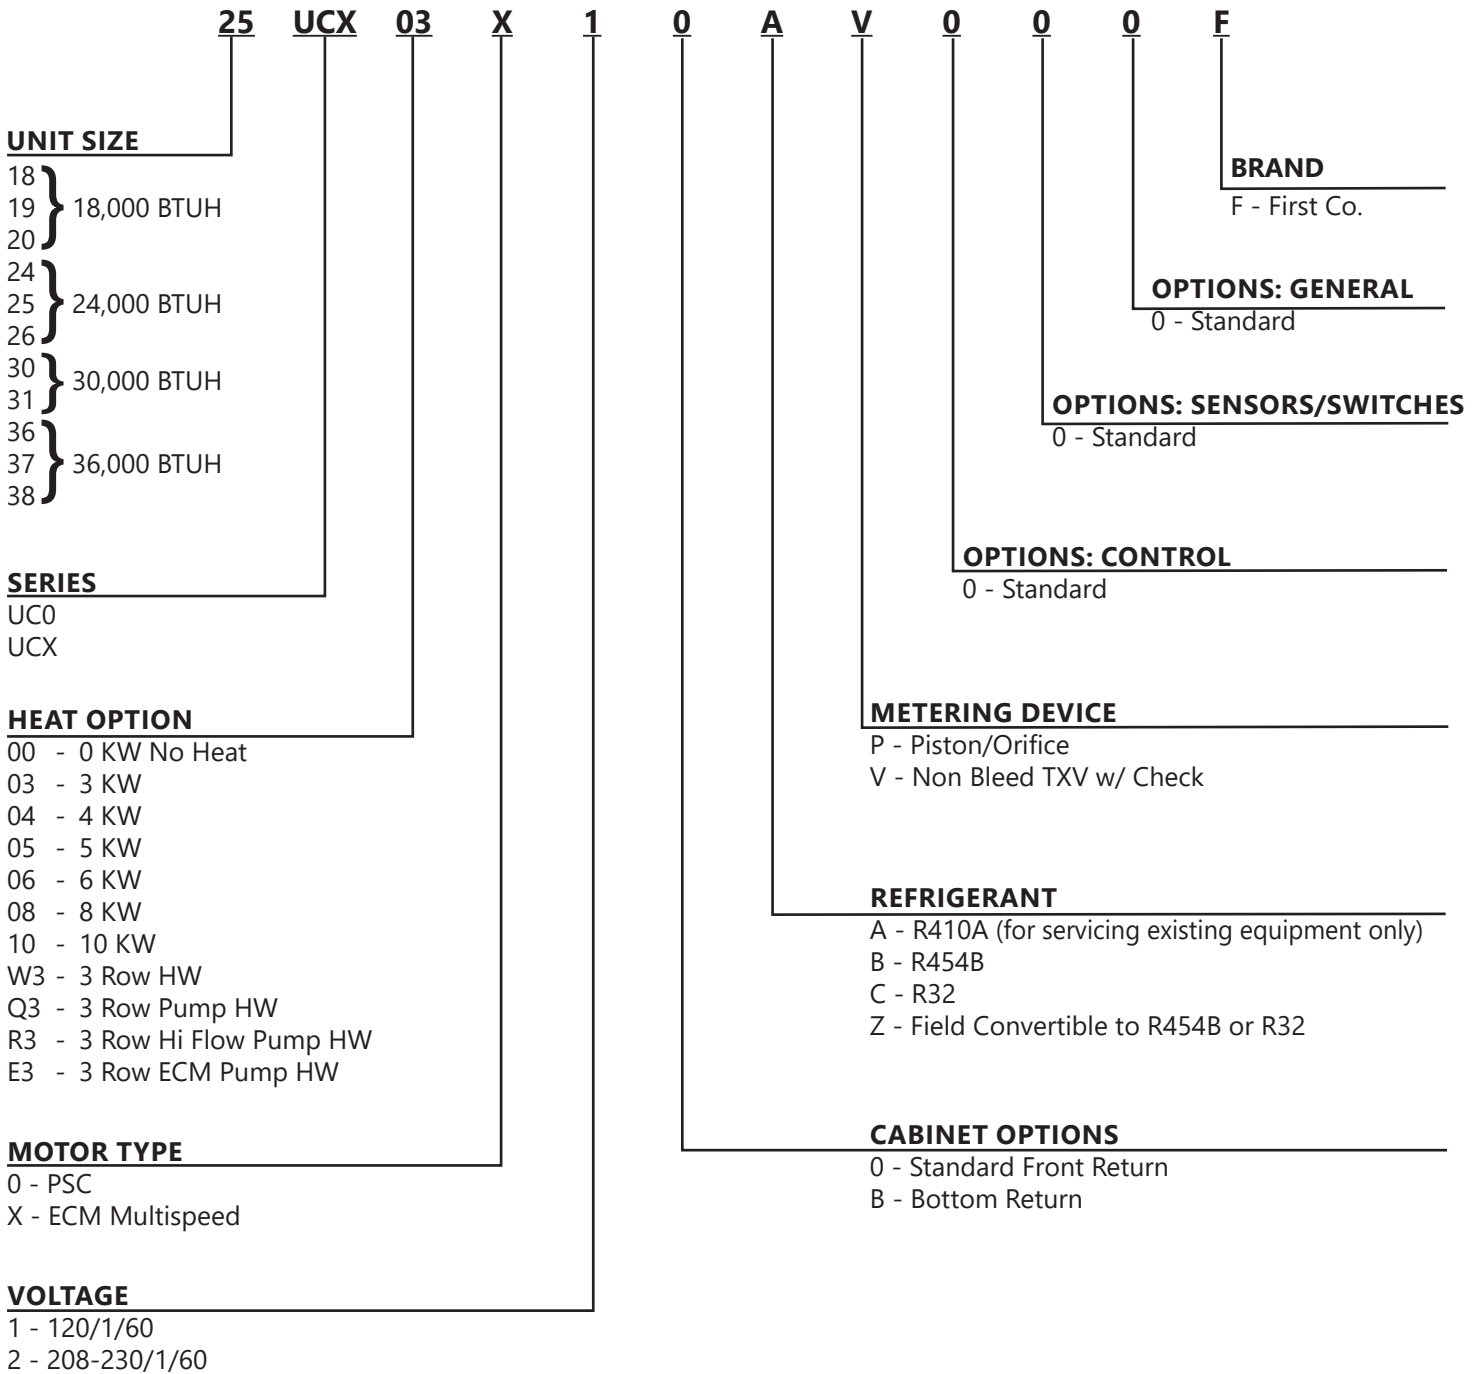 25 UCX 03 X 1 0 A V 0 0 0 F
UNIT SIZE
18
19
20
18,000 BTUH
24
25
26
24,000 BTUH
30
31
30,000 BTUH
36
37
38
36,000 BTUH
SERIES
UC0
UCX
HEAT OPTION
00 - 0 KW No Heat
03 - 3 KW
04 - 4 KW
05 - 5 KW
06 - 6 KW
08 - 8 KW
10 - 10 KW
W3 - 3 Row HW
Q3 - 3 Row Pump HW
R3 - 3 Row Hi Flow Pump HW
E3 - 3 Row ECM Pump HW
MOTOR TYPE
0 - PSC
X - ECM Multispeed
VOLTAGE
1 - 120/1/60
2 - 208-230/1/60
BRAND
F - First Co.
OPTIONS: GENERAL
0 - Standard
OPTIONS: SENSORS/SWITCHES
0 - Standard
OPTIONS: CONTROL
0 - Standard
METERING DEVICE
P - Piston/Orifice
V - Non Bleed TXV w/ Check
REFRIGERANT
A - R410A (for servicing existing equipment only)
B - R454B
C - R32
Z - Field Convertible to R454B or R32
CABINET OPTIONS
0 - Standard Front Return
B - Bottom Return